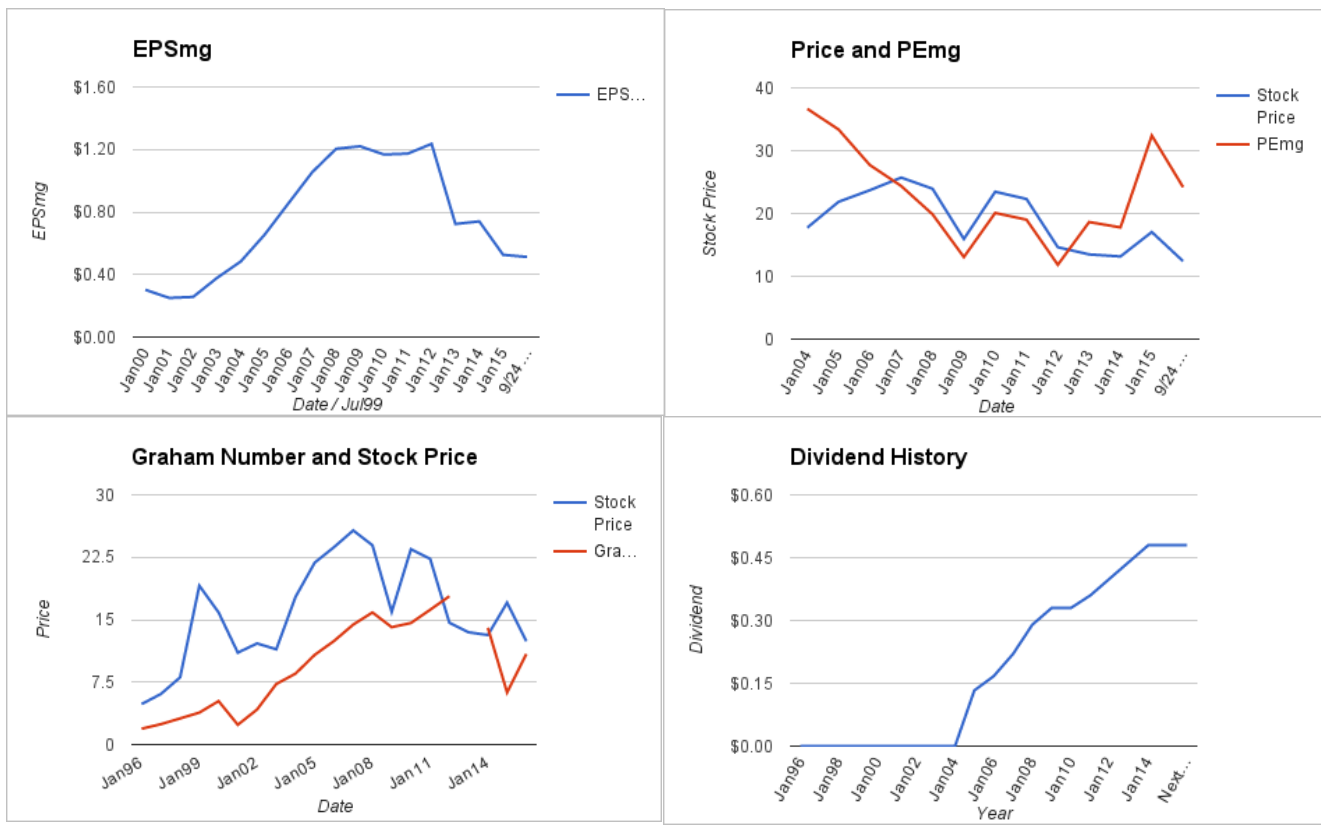 EPSmg
$1.60
$1.20
$0.80
$0.40
$0.00
EPSmg
EPS...
Jan00
Jan01
Jan02
Jan03
Jan04
Jan05
Jan06
Jan07
Jan08
Jan09
Jan10
Jan11
Jan12
Jan13
Jan14
Jan15
9/24 ...
Date / Jul99
Price and PEmg
40
30
20
10
0
Stock Price
Stock
Price
PEmg
Jan04
Jan05
Jan06
Jan07
Jan08
Jan09
Jan10
Jan11
Jan12
Jan13
Jan14
Jan15
9/24 ...
Date
Graham Number and Stock Price
30
22.5
15
7.5
0
Price
Stock
Price
Gra...
Jan96
Jan99
Jan02
Jan05
Jan08
Jan11
Jan14
Date
Dividend History
$0.60
$0.45
$0.30
$0.15
$0.00
Dividend
Jan96
Jan98
Jan00
Jan02
Jan04
Jan06
Jan08
Jan10
Jan12
Jan14
Next...
Year